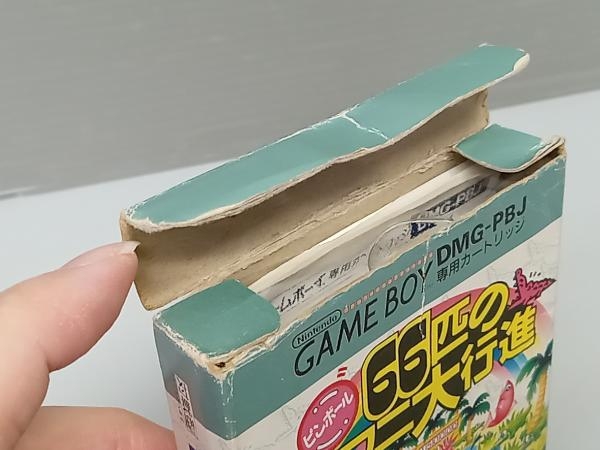 DMG-PBJ
ームボーイ専用カ
Nintendo
GAME BOY
DMG-PBJ
専用カートリッジ
ピンボール
66匹の
ワニ大行進